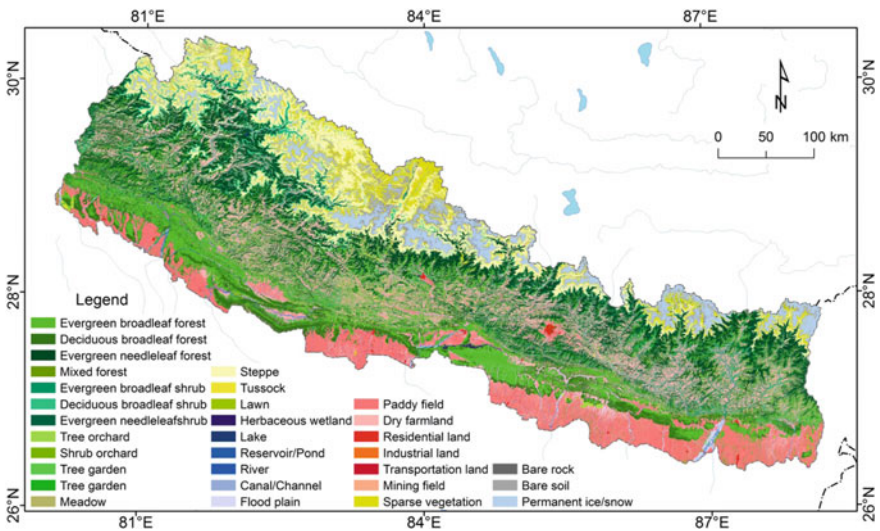 81°E 84°E 87°E
30°N 30°N
N
0 50 100 km
28°N 28°N
Legend
Evergreen broadleaf forest
Deciduous broadleaf forest
Evergreen needleleaf forest
Mixed forest
Evergreen broadleaf shrub
Deciduous broadleaf shrub
Evergreen needleleafshrub
Tree orchard
Shrub orchard
Tree garden
Tree garden
Meadow
Steppe
Tussock
Lawn
Herbaceous wetland
Lake
Reservoir/Pond
River
Canal/Channel
Flood plain
Paddy field
Dry farmland
Residential land
Industrial land
Transportation land
Mining field
Sparse vegetation
Bare rock
Bare soil
Permanent ice/snow
26°N 26°N
81°E 84°E 87°E